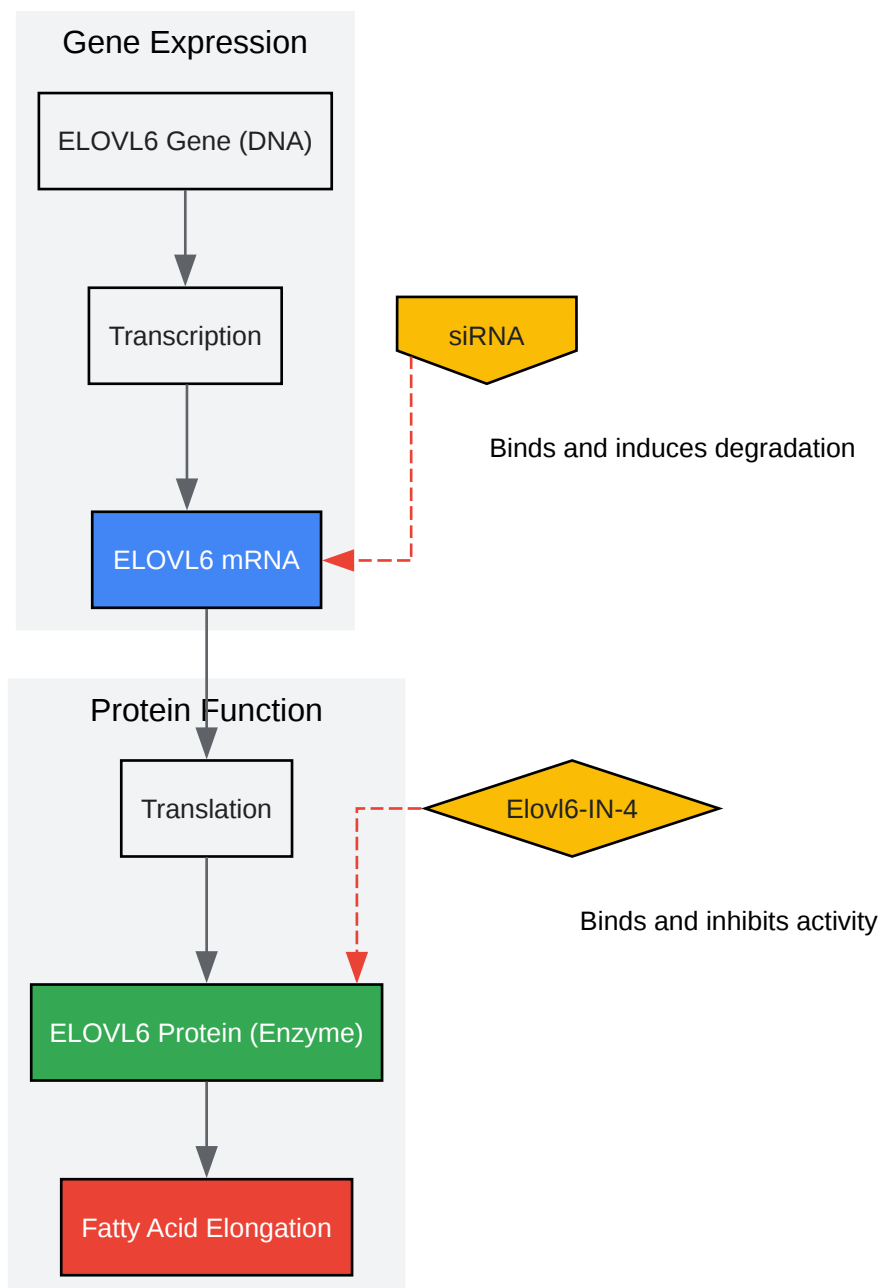 Gene Expression
ELOVL6 Gene (DNA)
Transcription
siRNA
Binds and induces degradation
ELOVL6 mRNA
Protein Function
Translation
Elovl6-IN-4
Binds and inhibits activity
ELOVL6 Protein (Enzyme)
Fatty Acid Elongation